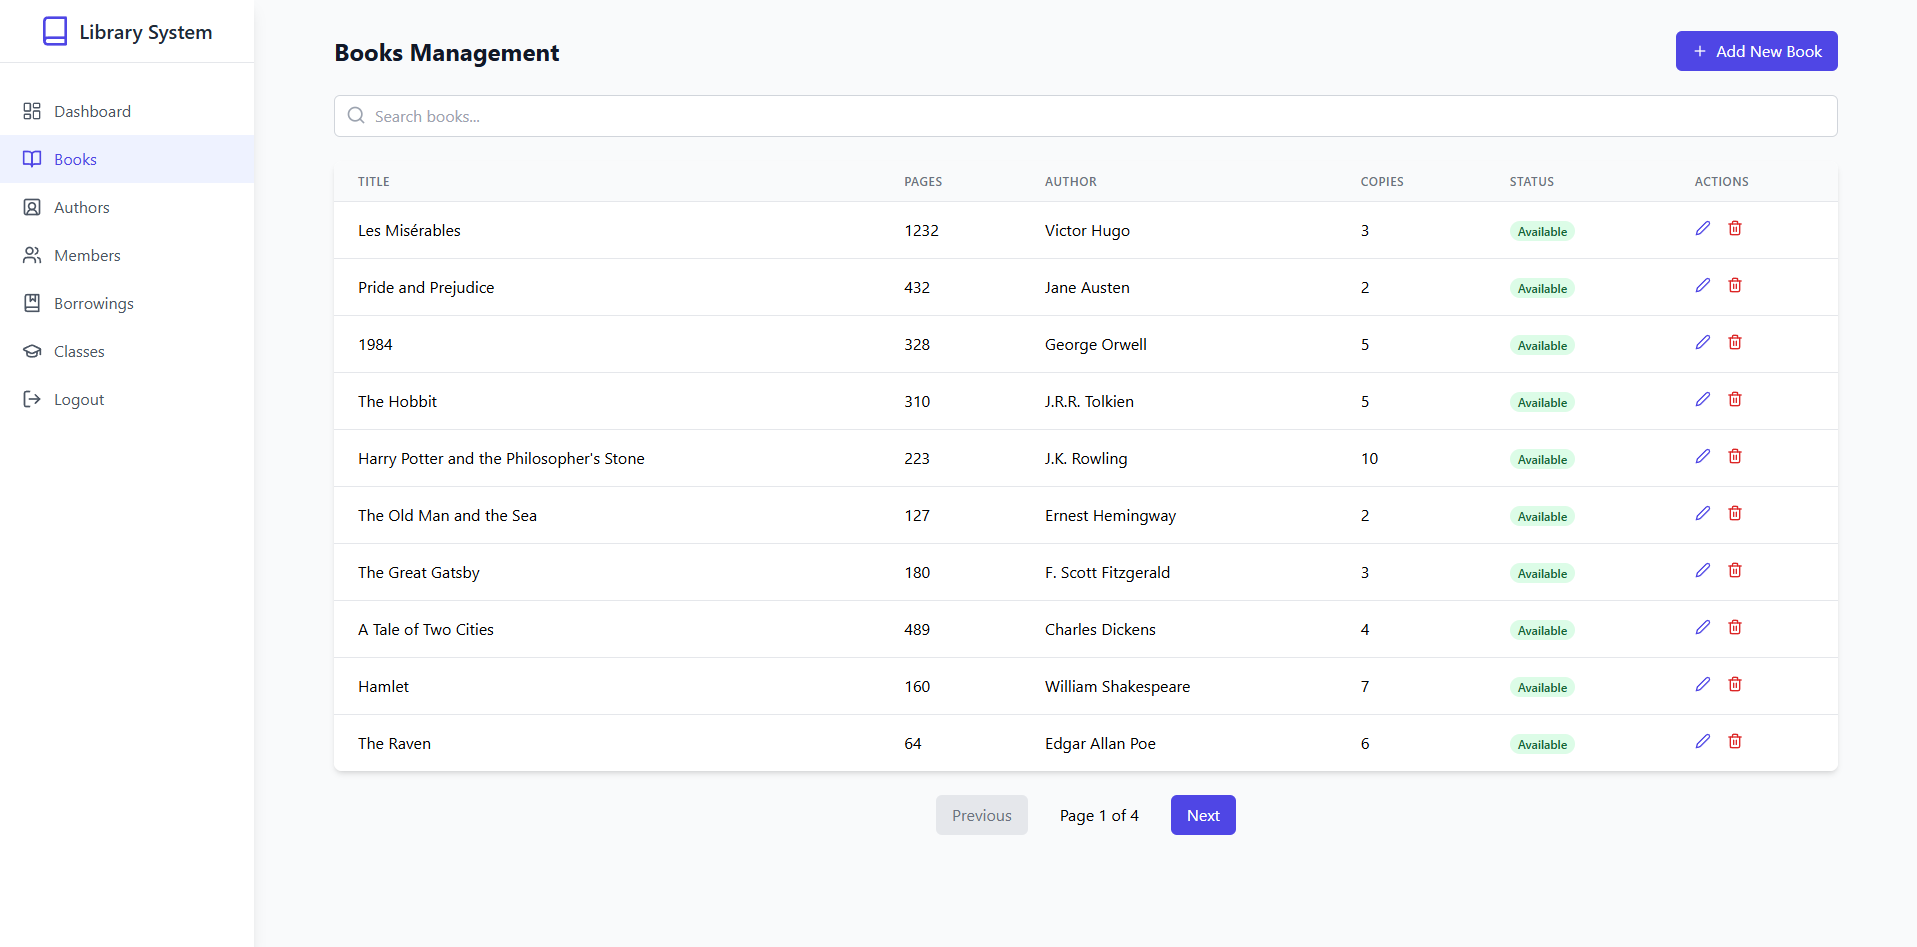 Library System
Dashboard
Books
Authors
Members
Borrowings
Classes
Logout
Books Management
Add New Book
Search books...
TITLE PAGES AUTHOR COPIES STATUS ACTIONS
Les Misérables 1232 Victor Hugo 3 Available
Pride and Prejudice 432 Jane Austen 2 Available
1984 328 George Orwell 5 Available
The Hobbit 310 J.R.R. Tolkien 5 Available
Harry Potter and the Philosopher's Stone 223 J.K. Rowling 10 Available
The Old Man and the Sea 127 Ernest Hemingway 2 Available
The Great Gatsby 180 F. Scott Fitzgerald 3 Available
A Tale of Two Cities 489 Charles Dickens 4 Available
Hamlet 160 William Shakespeare 7 Available
The Raven 64 Edgar Allan Poe 6 Available
Previous Page 1 of 4 Next